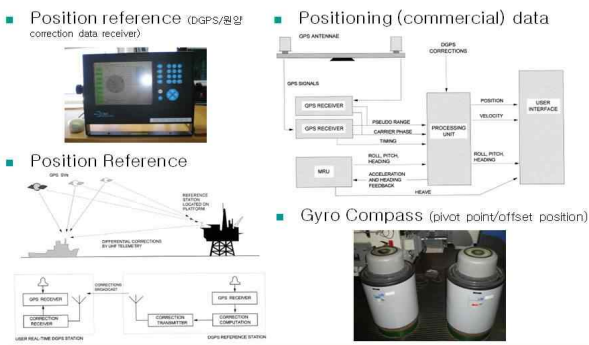 Position reference (DGPS/원양
correction data receiver)
Positioning (commercial) data
GPS ANTENNAE
DGPS
CORRECTIONS
GPS SIGNALS
GPS RECEIVER
GPS RECEIVER
PSEUDO RANGE
CARRIER PHASE
TIMING
PROCESSING
UNIT
POSITION
VELOCITY
USER
INTERFACE
MRU
ROLL, PITCH,
HEADING
ACCELERATION
AND HEADING
FEEDBACK
ROLL, PITCH,
HEADING
HEAVE
Position Reference
GPS SVs
REFERENCE
STATION
LOCATED ON
PLATFORM
DIFFERENTIAL CORRECTIONS
BY UHF TELEMETRY
GPS RECEIVER
CORRECTION
RECEIVER
CORRECTIONS
BROADCAST
GPS RECEIVER
CORRECTION
TRANSMITTER
CORRECTION
COMPUTATION
USER REAL-TIME DGPS STATION
DGPS REFERENCE STATION
Gyro Compass (pivot point/offset position)